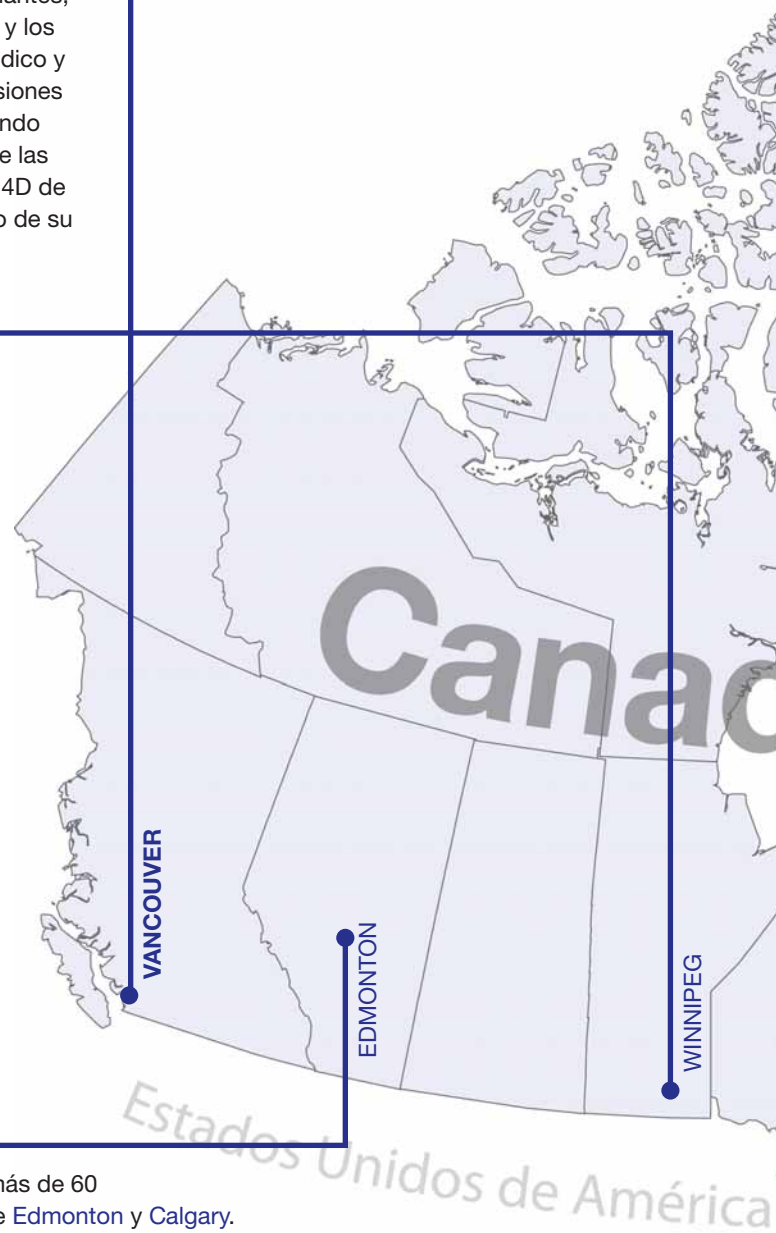 y los
dico y
siones
ndo
e las
4D de
o de su
Canad
VANCOUVER
EDMONTON
WINNIPEG
Estados Unidos de América
más de 60
e Edmonton y Calgary.